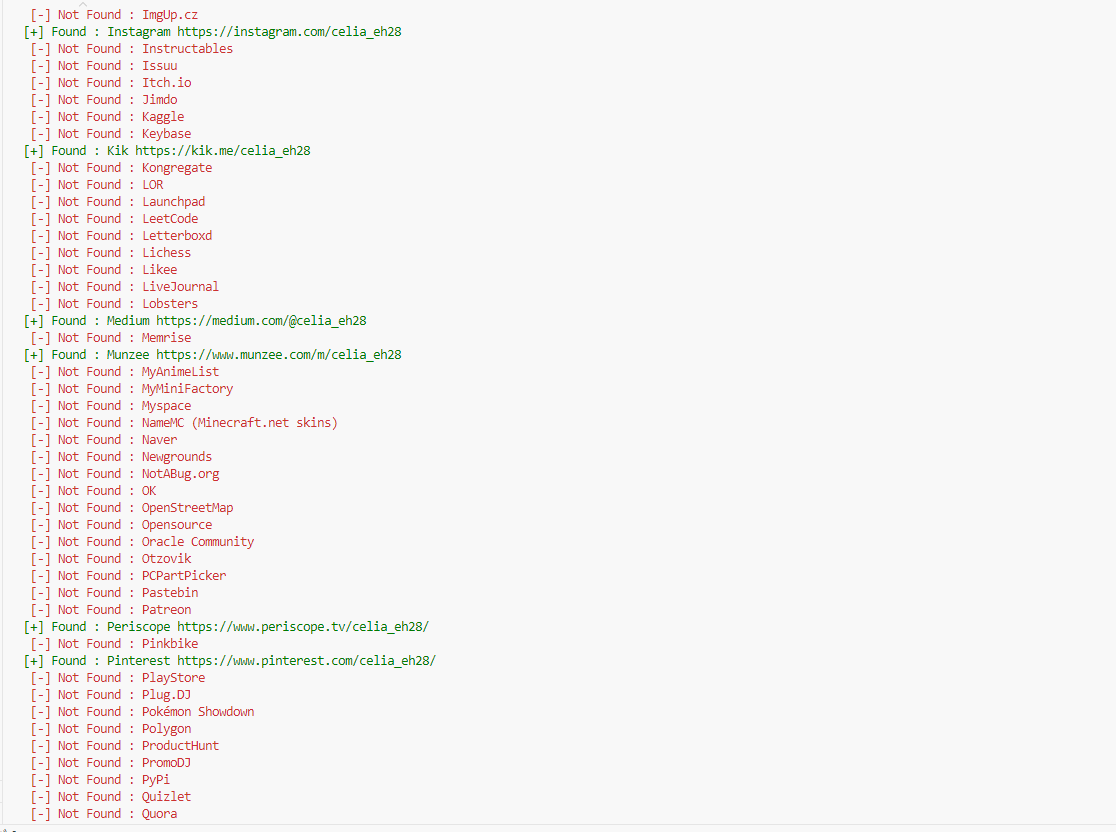 [-] Not Found : ImgUp.cz
[+] Found : Instagram https://instagram.com/celia_eh28
[-] Not Found : Instructables
[-] Not Found : Issuu
[-] Not Found : Itch.io
[-] Not Found : Jimdo
[-] Not Found : Kaggle
[-] Not Found : Keybase
[+] Found : Kik https://kik.me/celia_eh28
[-] Not Found : Kongregate
[-] Not Found : LOR
[-] Not Found : Launchpad
[-] Not Found : LeetCode
[-] Not Found : Letterboxd
[-] Not Found : Lichess
[-] Not Found : Likee
[-] Not Found : LiveJournal
[-] Not Found : Lobsters
[+] Found : Medium https://medium.com/@celia_eh28
[-] Not Found : Memrise
[+] Found : Munzee https://www.munzee.com/m/celia_eh28
[-] Not Found : MyAnimeList
[-] Not Found : MyMiniFactory
[-] Not Found : Myspace
[-] Not Found : NameMC (Minecraft.net skins)
[-] Not Found : Naver
[-] Not Found : Newgrounds
[-] Not Found : NotABug.org
[-] Not Found : OK
[-] Not Found : OpenStreetMap
[-] Not Found : Opensource
[-] Not Found : Oracle Community
[-] Not Found : Otzovik
[-] Not Found : PCPartPicker
[-] Not Found : Pastebin
[-] Not Found : Patreon
[+] Found : Periscope https://www.periscope.tv/celia_eh28/
[-] Not Found : Pinkbike
[+] Found : Pinterest https://www.pinterest.com/celia_eh28/
[-] Not Found : PlayStore
[-] Not Found : Plug.DJ
[-] Not Found : Pokémon Showdown
[-] Not Found : Polygon
[-] Not Found : ProductHunt
[-] Not Found : PromoDJ
[-] Not Found : PyPi
[-] Not Found : Quizlet
[-] Not Found : Quora